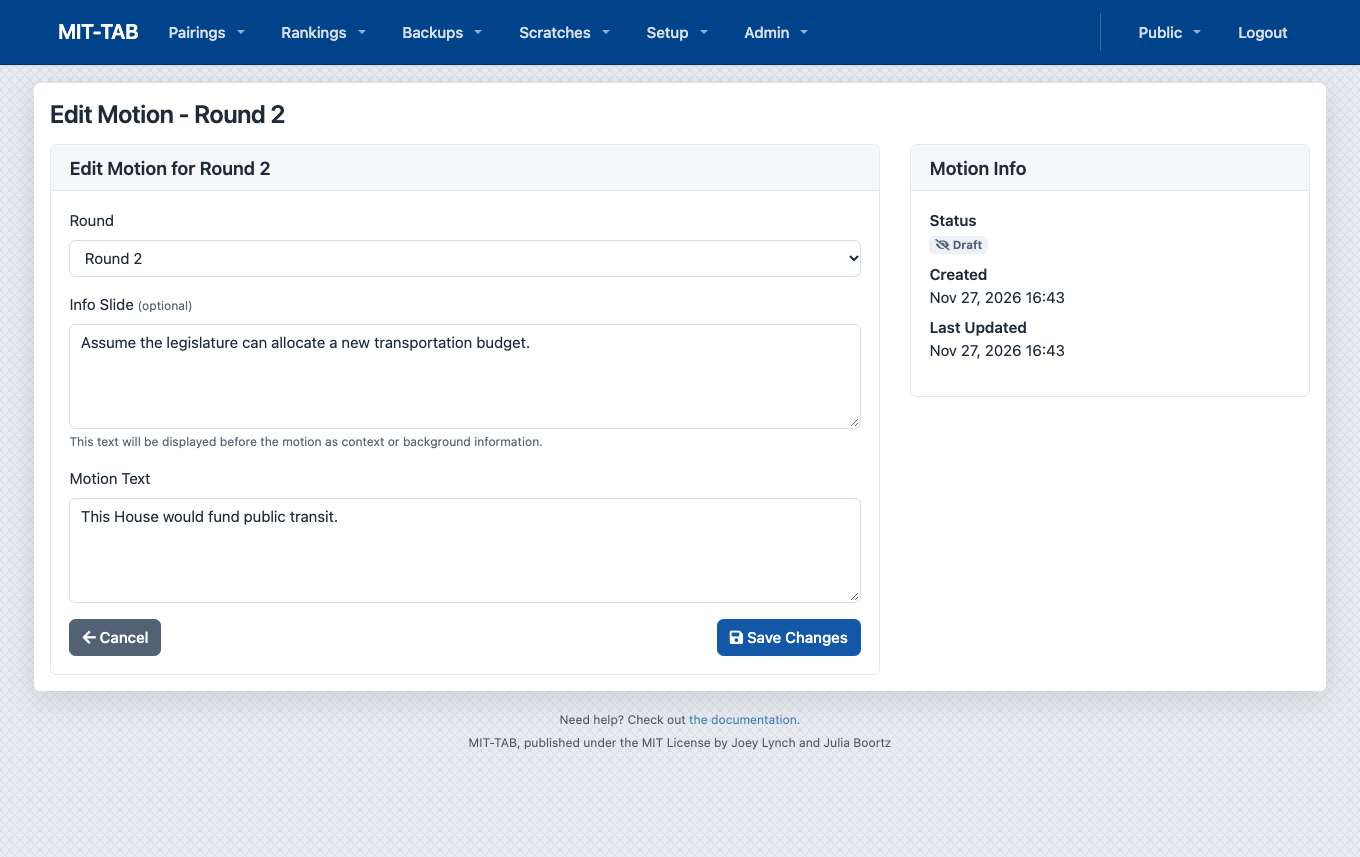 MIT-TAB Pairings Rankings Backups Scratches Setup Admin Public Logout
Edit Motion - Round 2
Edit Motion for Round 2
Round
Round 2
Info Slide (optional)
Assume the legislature can allocate a new transportation budget.
This text will be displayed before the motion as context or background information.
Motion Text
This House would fund public transit.
Cancel
Save Changes
Motion Info
Status
Draft
Created
Nov 27, 2026 16:43
Last Updated
Nov 27, 2026 16:43
Need help? Check out the documentation.
MIT-TAB, published under the MIT License by Joey Lynch and Julia Boortz